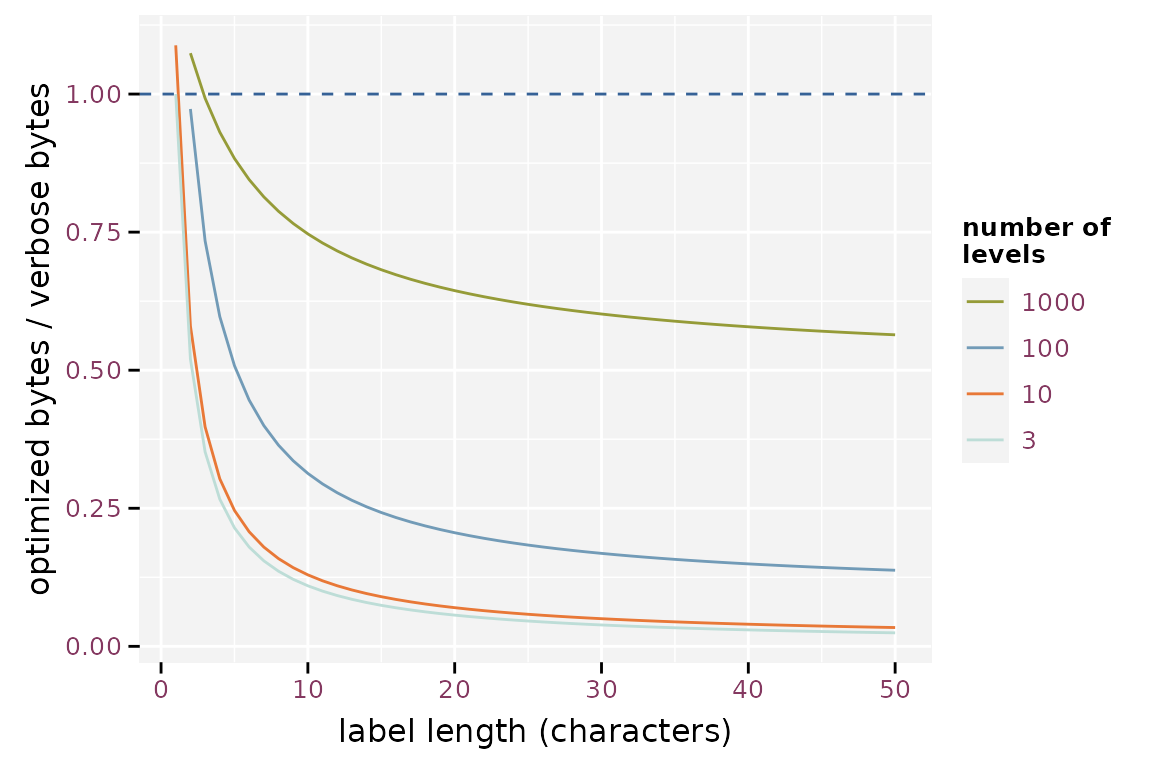 optimized bytes / verbose bytes
1.00
0.75
0.50
0.25
0.00
0 10 20 30 40 50
label length (characters)
number of
levels
1000
100
10
3